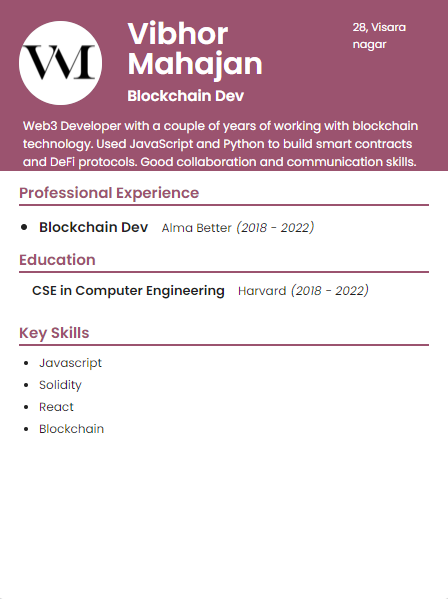 VM
Vibhor
Mahajan
Blockchain Dev
28, Visara
nagar
Web3 Developer with a couple of years of working with blockchain
technology. Used JavaScript and Python to build smart contracts
and DeFi protocols. Good collaboration and communication skills.
Professional Experience
Blockchain Dev Alma Better (2018 - 2022)
Education
CSE in Computer Engineering Harvard (2018 - 2022)
Key Skills
Javascript
Solidity
React
Blockchain